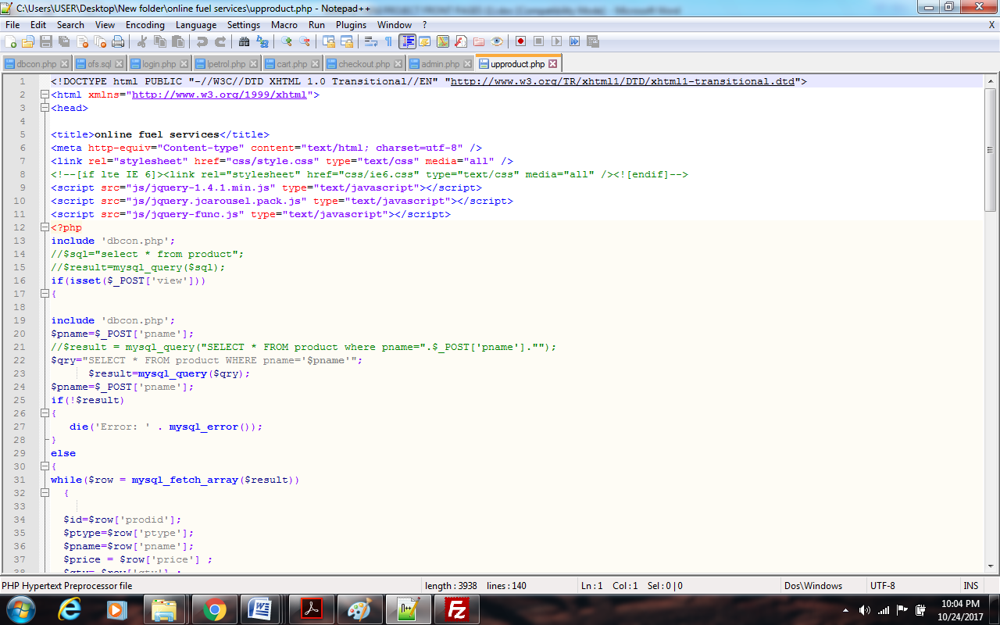 C:\Users\USER\Desktop\New folder\online fuel services\upproduct.php - Notepad++
File Edit Search View Encoding Language Settings Macro Run Plugins Window ? X
dbcon.php ofs.sql login.php lpetrol.php cart.php checkout.php admin.php upproduct.php
1 <!DOCTYPE html PUBLIC "-//W3C//DTD XHTML 1.0 Transitional//EN" "http://www.w3.org/TR/xhtml1/DTD/xhtml1-transitional.dtd">
2 <html xmlns="http://www.w3.org/1999/xhtml">
3 <head>
4
5 <title>online fuel services</title>
6 <meta http-equiv="Content-type" content="text/html; charset=utf-8" />
7 <link rel="stylesheet" href="css/style.css" type="text/css" media="all" />
8 <!--[if lte IE 6]><link rel="stylesheet" href="css/ie6.css" type="text/css" media="all" /><![endif]-->
9 <script src="js/jquery-1.4.1.min.js" type="text/javascript"></script>
10 <script src="js/jquery.jcarousel.pack.js" type="text/javascript"></script>
11 <script src="js/jquery-func.js" type="text/javascript"></script>
12 <?php
13 include 'dbcon.php';
14 //$sql="select * from product";
15 //$result=mysql_query($sql);
16 if(isset($_POST['view']))
17 {
18
19 include 'dbcon.php';
20 $pname=$_POST['pname'];
21 //$result = mysql_query("SELECT * FROM product where pname=".$_POST['pname']."");
22 $qry="SELECT * FROM product WHERE pname='$pname'";
23 $result=mysql_query($qry);
24 $pname=$_POST['pname'];
25 if(!$result)
26 {
27 die('Error: ' . mysql_error());
28 }
29 else
30 {
31 while($row = mysql_fetch_array($result))
32 {
33
34 $id=$row['prodid'];
35 $ptype=$row['ptype'];
36 $pname=$row['pname'];
37 $price = $row['price'] ;
38 $qty= $row['qty'] ;
PHP Hypertext Preprocessor file length : 3938 lines : 140 Ln : 1 Col : 1 Sel : 0 | 0 Dos\Windows UTF-8 INS
10:04 PM
10/24/2017